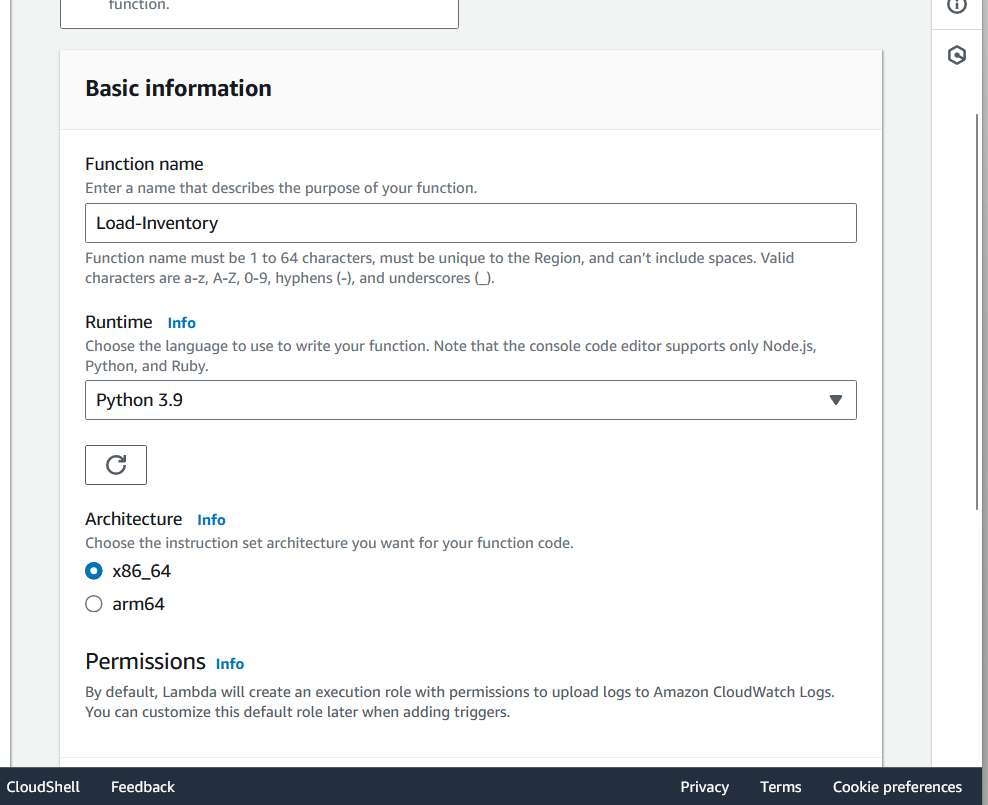 function.
Basic information
Function name
Enter a name that describes the purpose of your function.
Load-Inventory
Function name must be 1 to 64 characters, must be unique to the Region, and can’t include spaces. Valid
characters are a-z, A-Z, 0-9, hyphens (-), and underscores (_).
Runtime Info
Choose the language to use to write your function. Note that the console code editor supports only Node.js,
Python, and Ruby.
Python 3.9
Architecture Info
Choose the instruction set architecture you want for your function code.
x86_64
arm64
Permissions Info
By default, Lambda will create an execution role with permissions to upload logs to Amazon CloudWatch Logs.
You can customize this default role later when adding triggers.
CloudShell Feedback Privacy Terms Cookie preferences